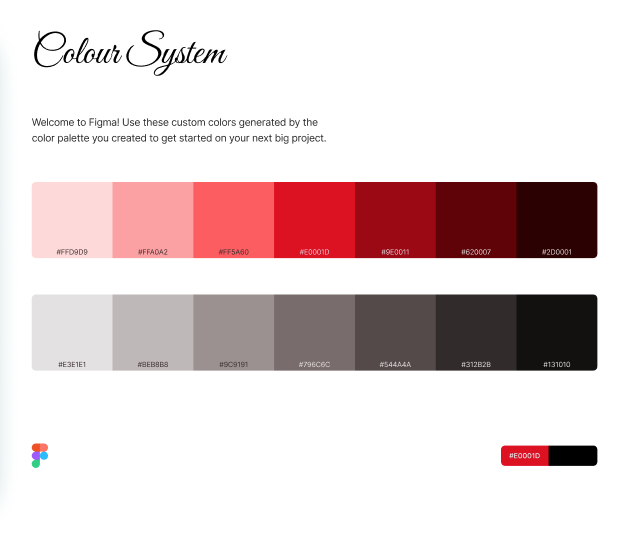 Colour System
Welcome to Figma! Use these custom colors generated by the
color palette you created to get started on your next big project.
#FFD9D9 #FFA0A2 #FF5A60 #E0001D #9E0011 #620007 #2D0001
#E3E1E1 #BEB8B8 #9C9191 #796C6C #544A4A #312B2B #131010
#E0001D